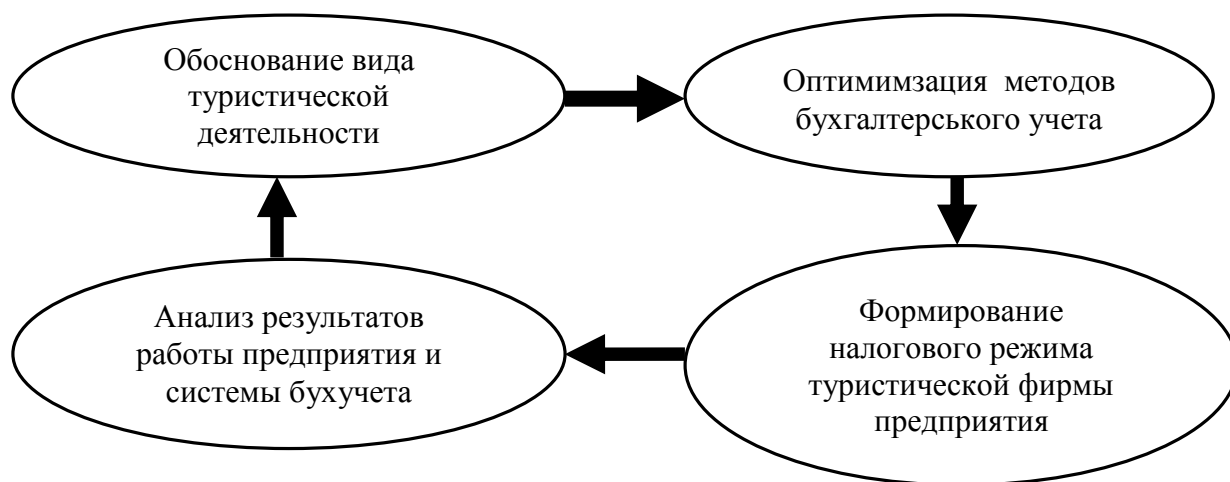 Обоснование вида
туристической
деятельности
Оптимимзация методов
бухгалтерського учета
Анализ результатов
работы предприятия и
системы бухучета
Формирование
налогового режима
туристической фирмы
предприятия